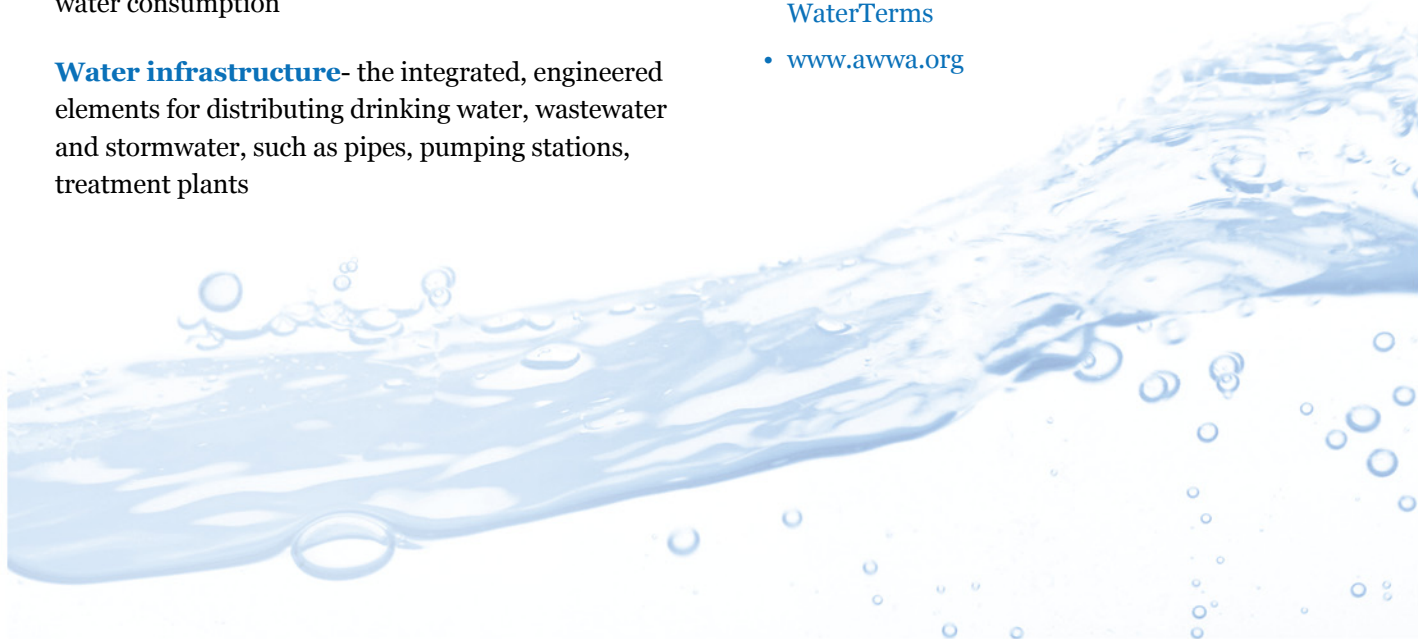 water consumption
Water infrastructure- the integrated, engineered
elements for distributing drinking water, wastewater
and stormwater, such as pipes, pumping stations,
treatment plants
WaterTerms
• www.awwa.org